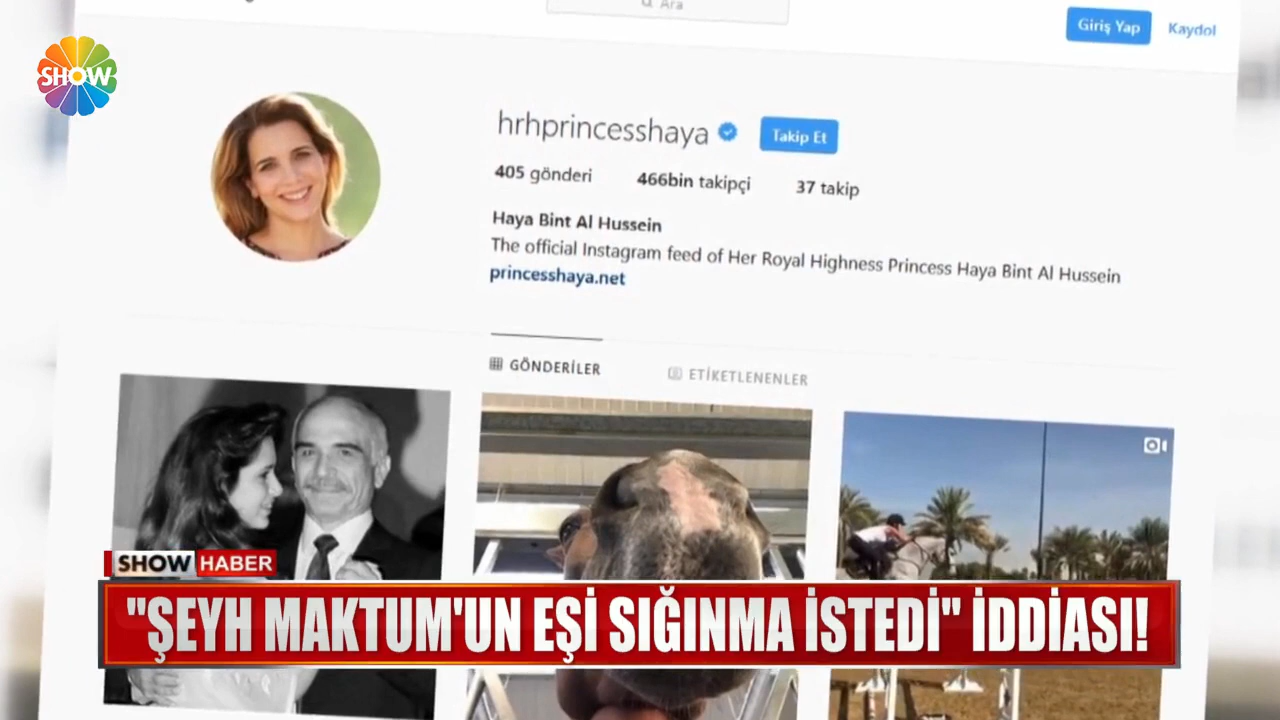 Ara
Giriş Yap
Kaydol
SHOW
hrhprincesshaya
Takip Et
405 gönderi 466bin takipçi 37 takip
Haya Bint Al Hussein
The official Instagram feed of Her Royal Highness Princess Haya Bint Al Hussein
princesshaya.net
GÖNDERİLER
ETİKETLENENLER
SHOW HABER
"ŞEYH MAKTUM'UN EŞİ SIĞINMA İSTEDİ" İDDİASI!